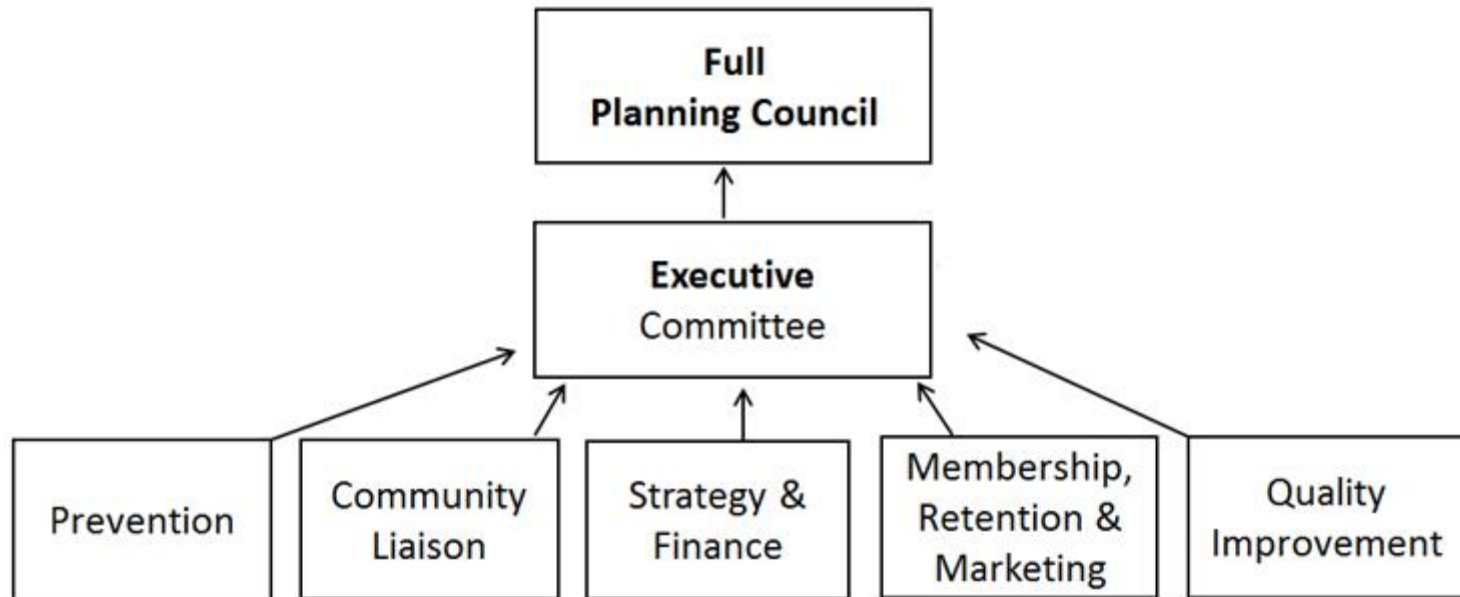 Full
Planning Council
Executive
Committee
Prevention
Community
Liaison
Strategy &
Finance
Membership,
Retention &
Marketing
Quality
Improvement